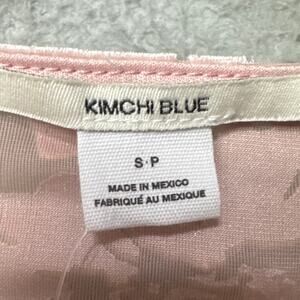 KIMCHI BLUE
S·P
MADE IN MEXICO
FABRIQUÉ AU MEXIQUE